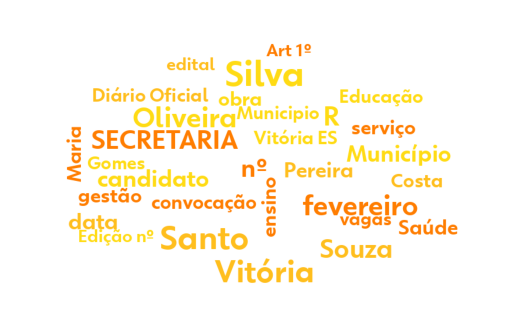 Art 1º
edital
Silva
Diário Oficial
obra
Educação
Oliveira
Municipio
R
SECRETARIA
Vitória ES
serviço
Maria
Município
Gomes
nº
Pereira
candidato
Costa
gestão
convocação
ensino
fevereiro
data
vagas
Saúde
Edição nº
Santo
Souza
Vitória